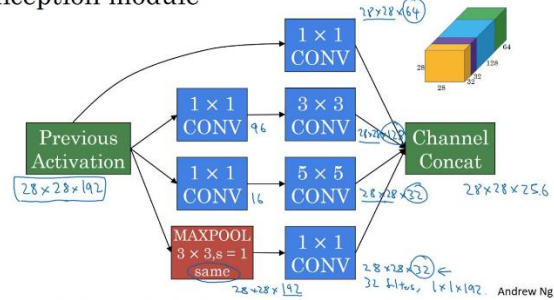 nception module
28×28×64
1 × 1
CONV
64
28
128
32
32
28
1 × 1
CONV
96
3 × 3
CONV
28×28×128
Previous
Activation
28×28×192
Channel
Concat
28×28×256
1 × 1
CONV
16
5 × 5
CONV
28×28×32
MAXPOOL
3 × 3,s = 1
same
28×28×192
1 × 1
CONV
28×28×32 ←
32 filters, 1×1×192.
Andrew Ng